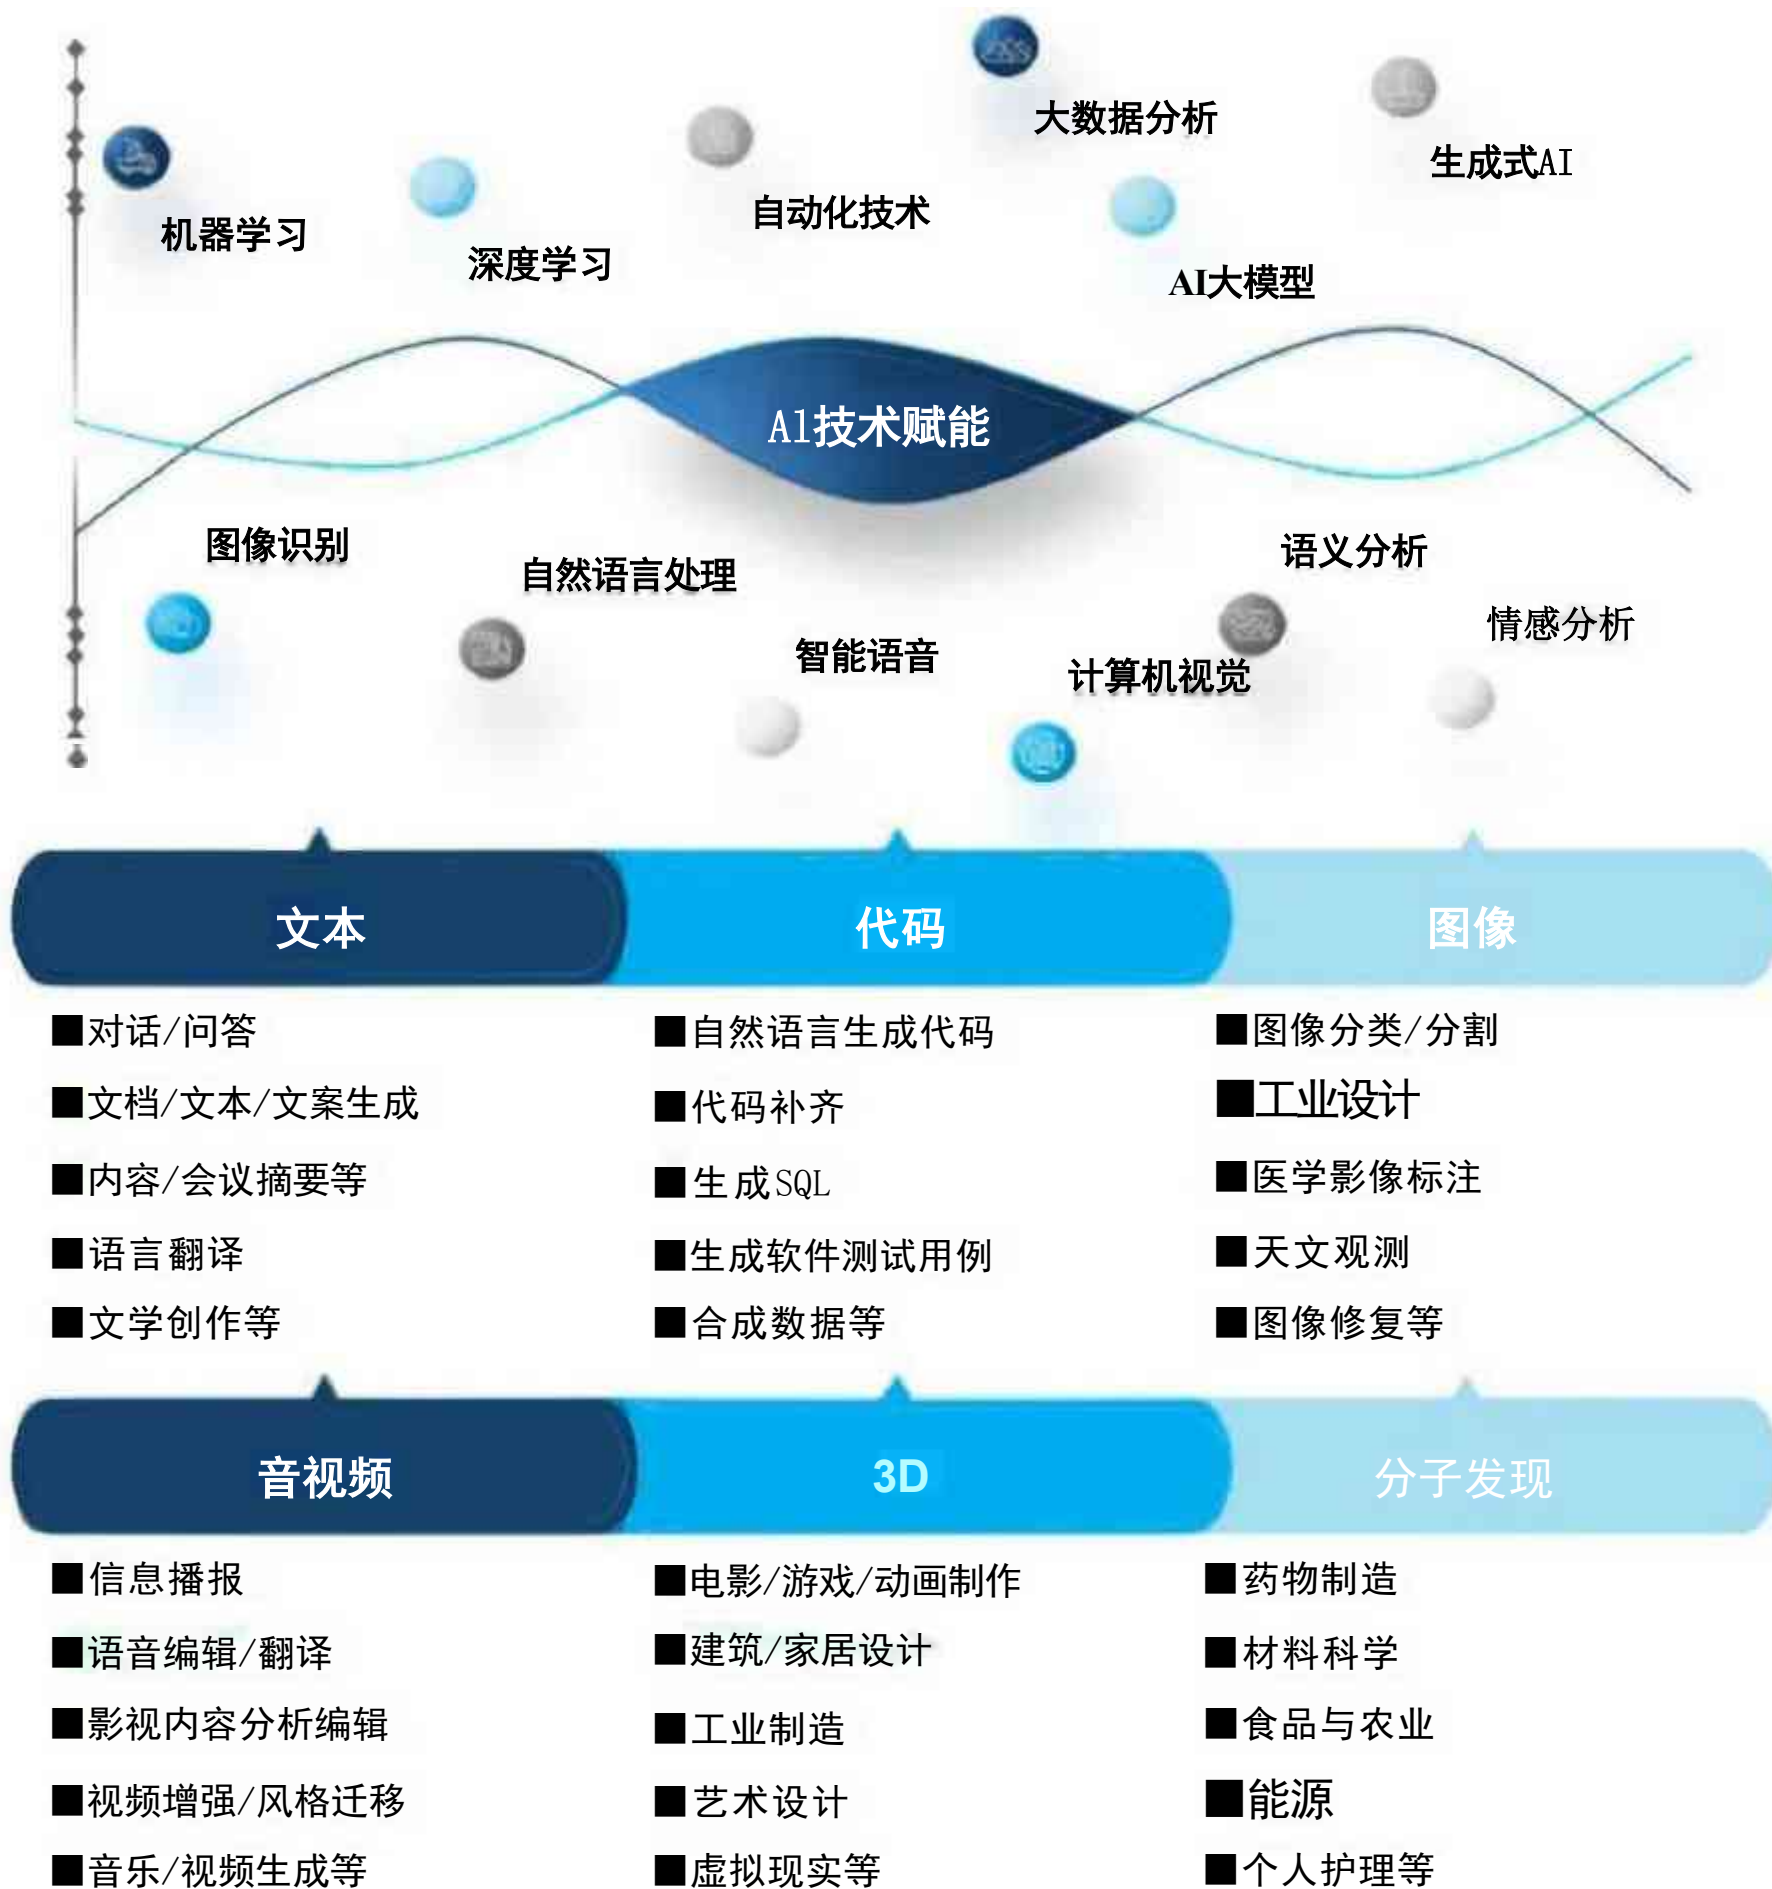 大数据分析
生成式AI
自动化技术
机器学习
深度学习
AI大模型
A1技术赋能
图像识别
自然语言处理
语义分析
情感分析
智能语音
计算机视觉
文本
代码
图像
■对话/问答
■自然语言生成代码
■图像分类/分割
■文档/文本/文案生成
■代码补齐
■工业设计
■内容/会议摘要等
■生成SQL
■医学影像标注
■语言翻译
■生成软件测试用例
■天文观测
■文学创作等
■合成数据等
■图像修复等
音视频
3D
分子发现
■信息播报
■电影/游戏/动画制作
■药物制造
■语音编辑/翻译
■建筑/家居设计
■材料科学
■影视内容分析编辑
■工业制造
■食品与农业
■视频增强/风格迁移
■艺术设计
■能源
■音乐/视频生成等
■虚拟现实等
■个人护理等